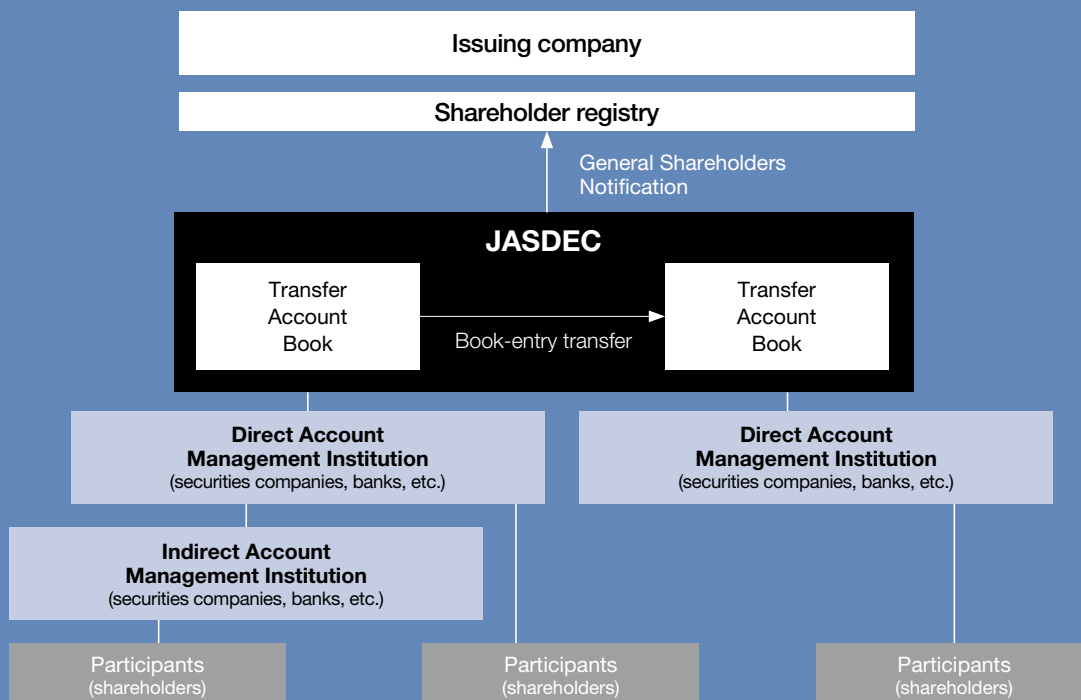 Issuing company
Shareholder registry
General Shareholders
Notification
JASDEC
Transfer
Account
Book
Book-entry transfer
Transfer
Account
Book
Direct Account
Management Institution
(securities companies, banks, etc.)
Direct Account
Management Institution
(securities companies, banks, etc.)
Indirect Account
Management Institution
(securities companies, banks, etc.)
Participants
(shareholders)
Participants
(shareholders)
Participants
(shareholders)